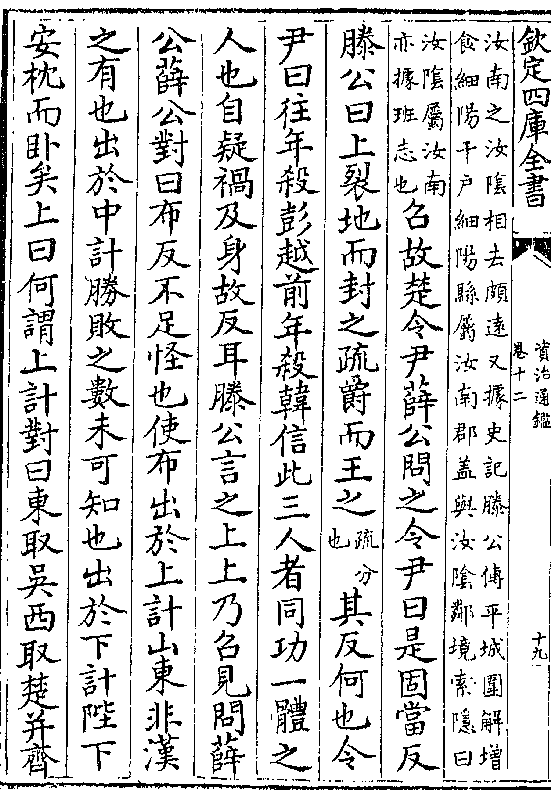 欽定四庫全書
資治通鑑
卷十二
十九
汝南之汝陰相去頗遠又據史記滕公傳平城圍解增
食細陽千戶細陽縣屬汝南郡蓋與汝陰鄰境索隱曰
汝陰屬汝南
亦據班志也
召故楚令尹薛公問之令尹曰是固當反
滕公曰上裂地而封之疏爵而王之
疏分
也
其反何也令
尹曰往年殺彭越前年殺韓信此三人者同功一體之
人也自疑禍及身故反耳滕公言之上上乃召見問薛
公薛公對曰布反不足怪也使布出於上計山東非漢
之有也出於中計勝敗之數未可知也出於下計陛下
安枕而卧矣上曰何謂上計對曰東取吳西取楚并齊